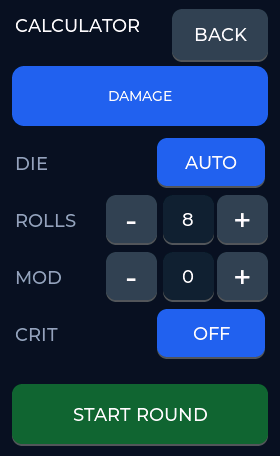 CALCULATOR BACK
DAMAGE
DIE AUTO
ROLLS - 8 +
MOD - 0 +
CRIT OFF
START ROUND